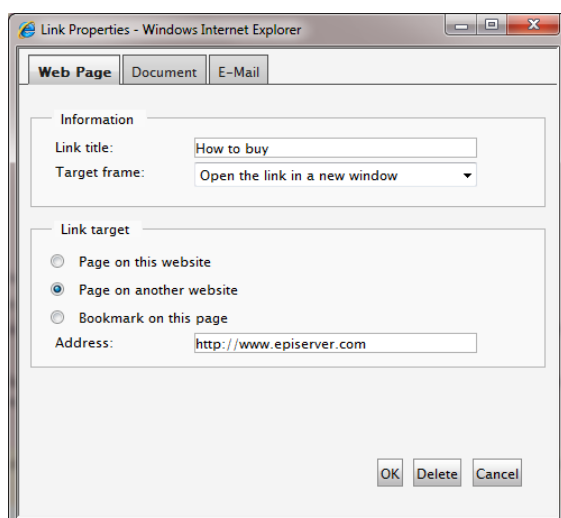 Link Properties - Windows Internet Explorer
Web Page Document E-Mail
Information
Link title: How to buy
Target frame: Open the link in a new window
Link target
Page on this website
Page on another website
Bookmark on this page
Address: http://www.episerver.com
OK Delete Cancel